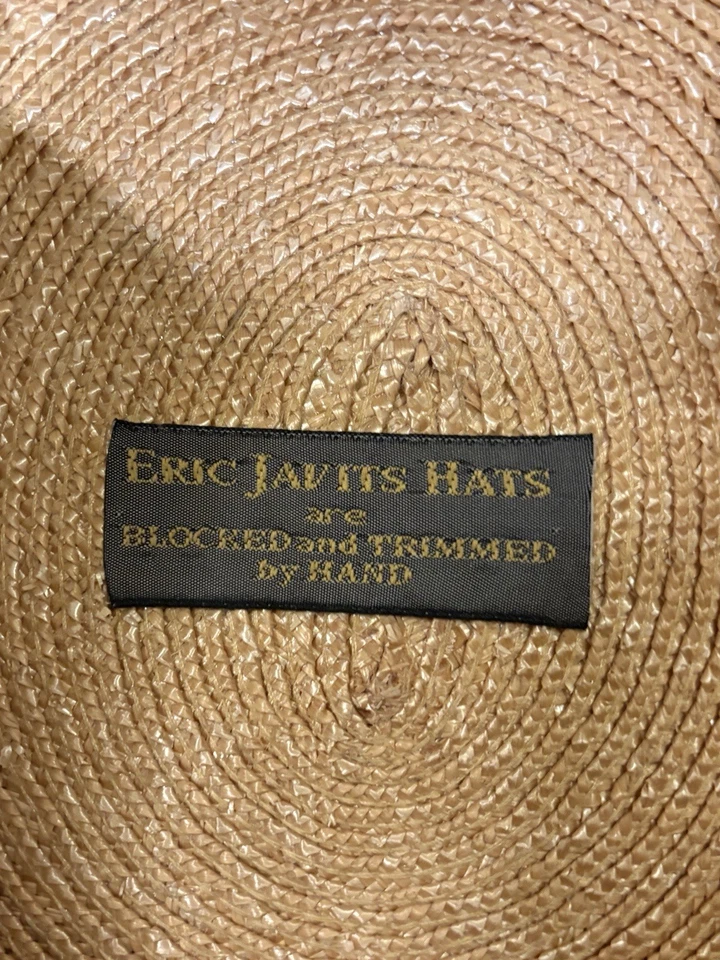 ERIC JAVITS HATS
are
BLOCKED and TRIMMED
by HAND